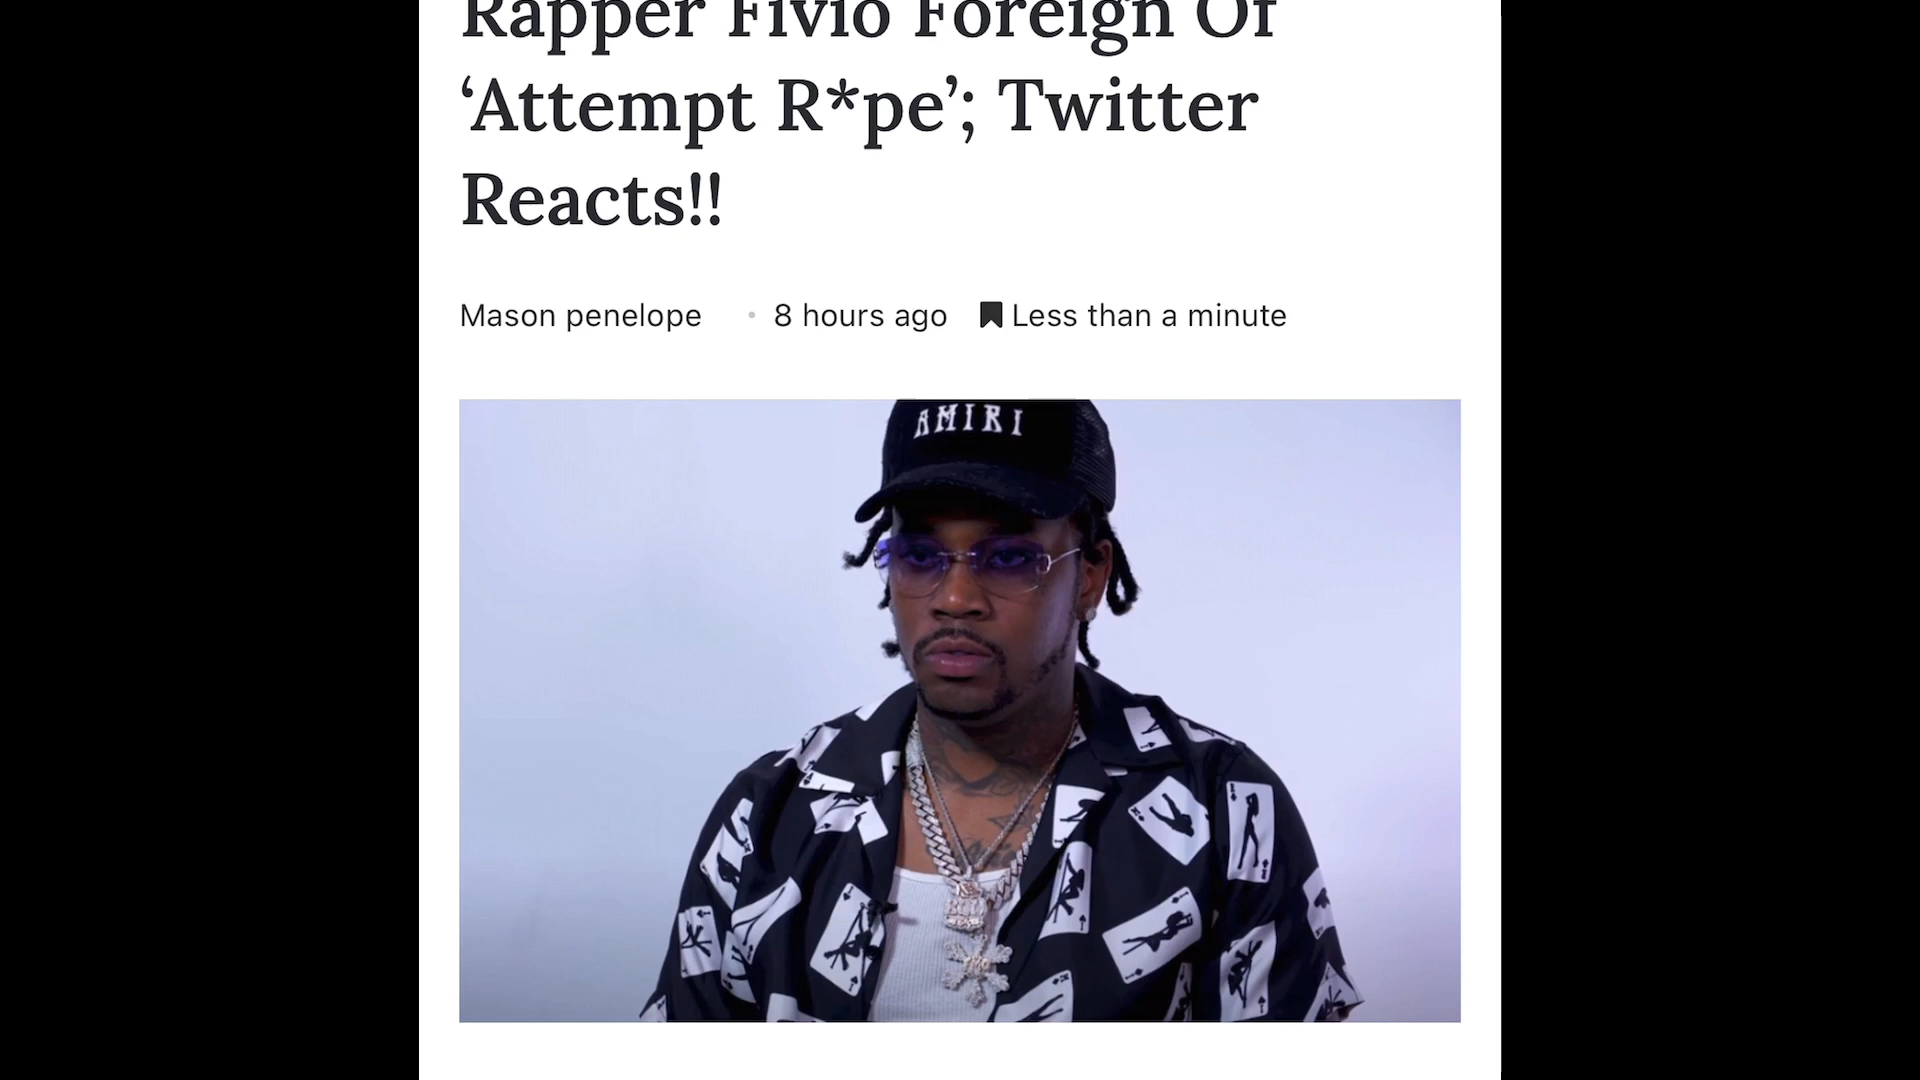 Rapper Fivio Foreign Of
‘Attempt R*pe’; Twitter
Reacts!!
Mason penelope • 8 hours ago Less than a minute
AMIRI